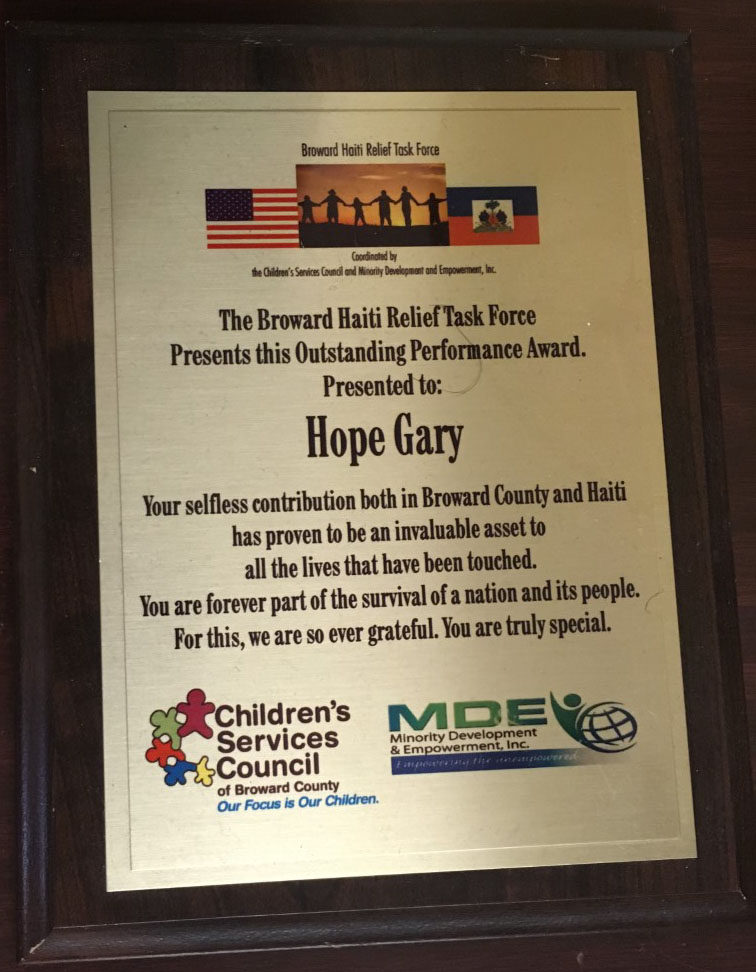 Broward Haiti Relief Task Force
Coordinated by
the Children's Services Council and Minority Development and Empowerment, Inc.
The Broward Haiti Relief Task Force
Presents this Outstanding Performance Award.
Presented to:
Hope Gary
Your selfless contribution both in Broward County and Haiti
has proven to be an invaluable asset to
all the lives that have been touched.
You are forever part of the survival of a nation and its people.
For this, we are so ever grateful. You are truly special.
Children's
Services
Council
of Broward County
Our Focus is Our Children.
MDE
Minority Development
& Empowerment, Inc.
Empowering the unempowered